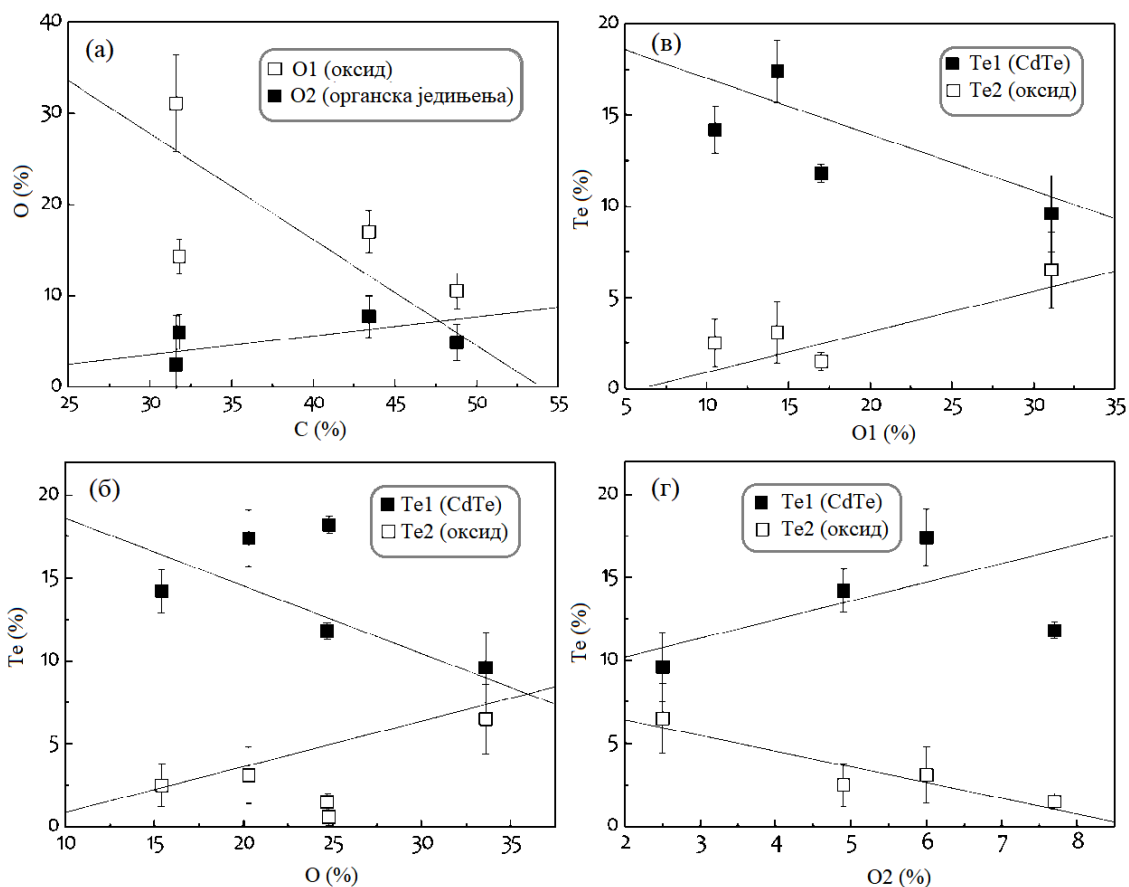 (а)
O1 (оксид)
O2 (органска једињења)
40
30
20
10
0
O (%)
25 30 35 40 45 50 55
C (%)
(в)
Te1 (CdTe)
Te2 (оксид)
20
15
10
5
0
Te (%)
5 10 15 20 25 30 35
O1 (%)
(б)
Te1 (CdTe)
Te2 (оксид)
20
15
10
5
0
Te (%)
10 15 20 25 30 35
O (%)
(г)
Te1 (CdTe)
Te2 (оксид)
20
15
10
5
0
Te (%)
2 3 4 5 6 7 8
O2 (%)